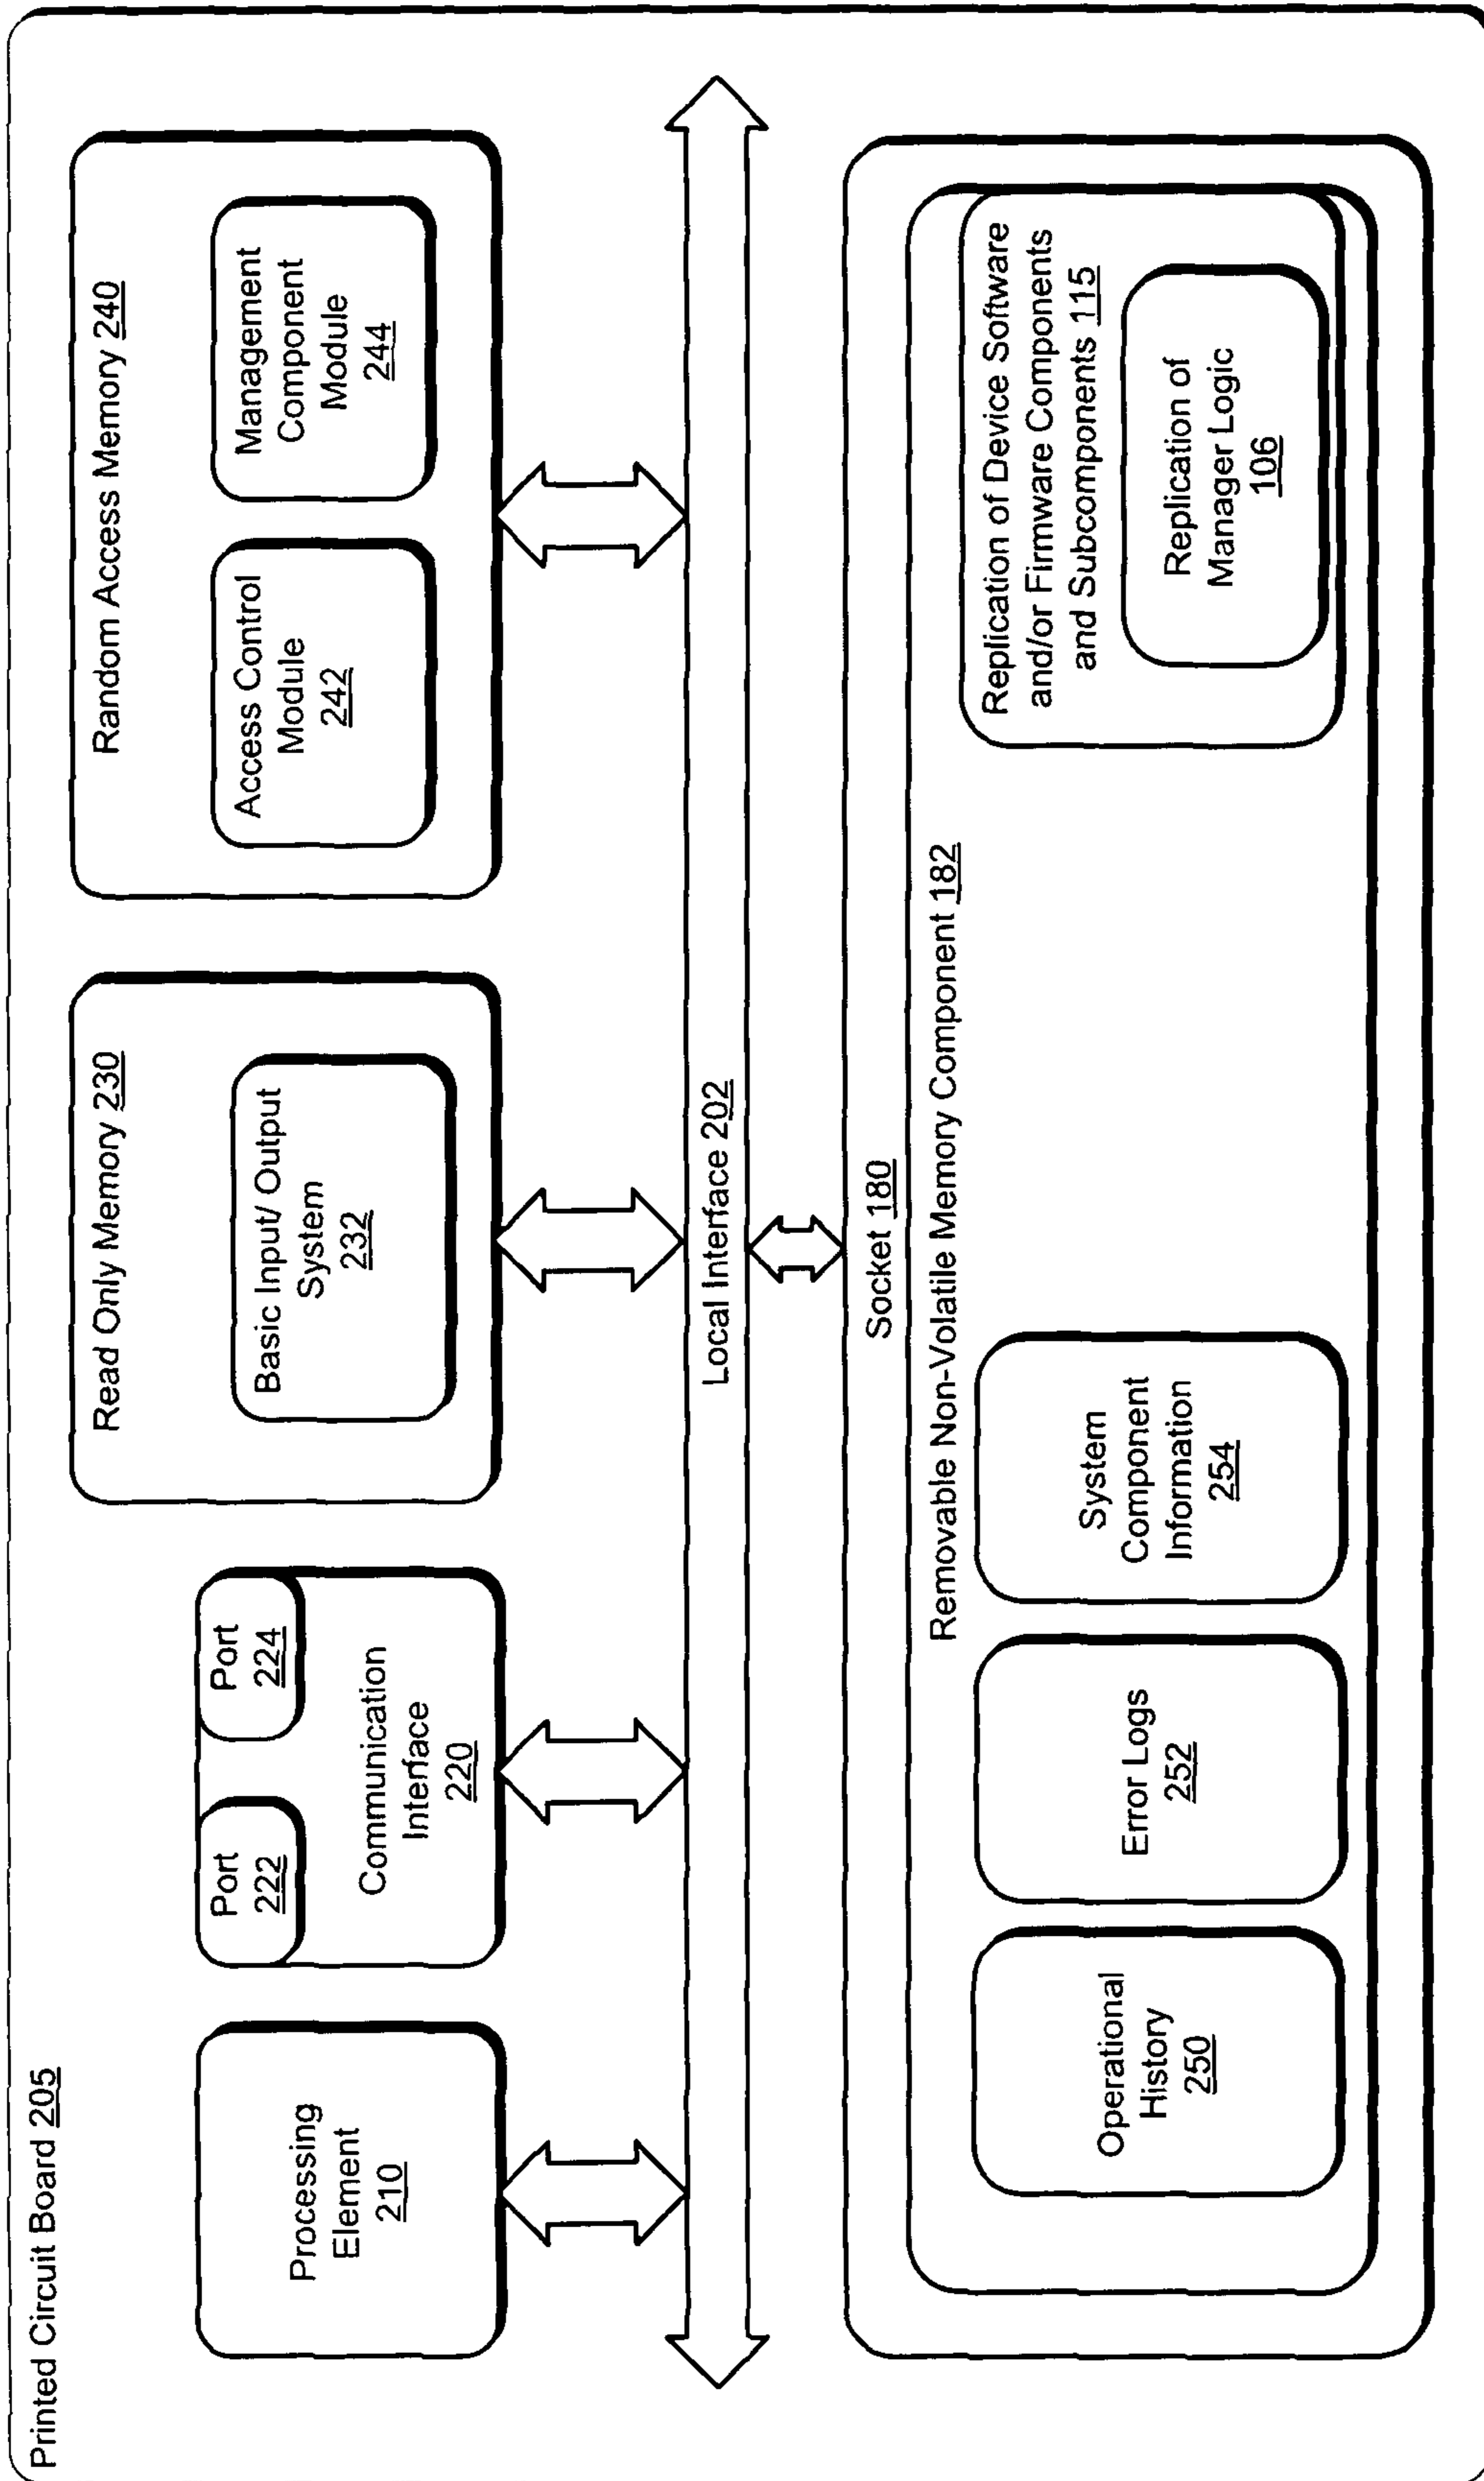 Printed Circuit Board 205
Processing
Element
210
Port
222
Port
224
Communication
Interface
220
Read Only Memory 230
Basic Input/ Output
System
232
Random Access Memory 240
Access Control
Module
242
Management
Component
Module
244
Local Interface 202
Socket 180
Removable Non-Volatile Memory Component 182
Operational
History
250
Error Logs
252
System
Component
Information
254
Replication of Device Software
and/or Firmware Components
and Subcomponents 115
Replication of
Manager Logic
106